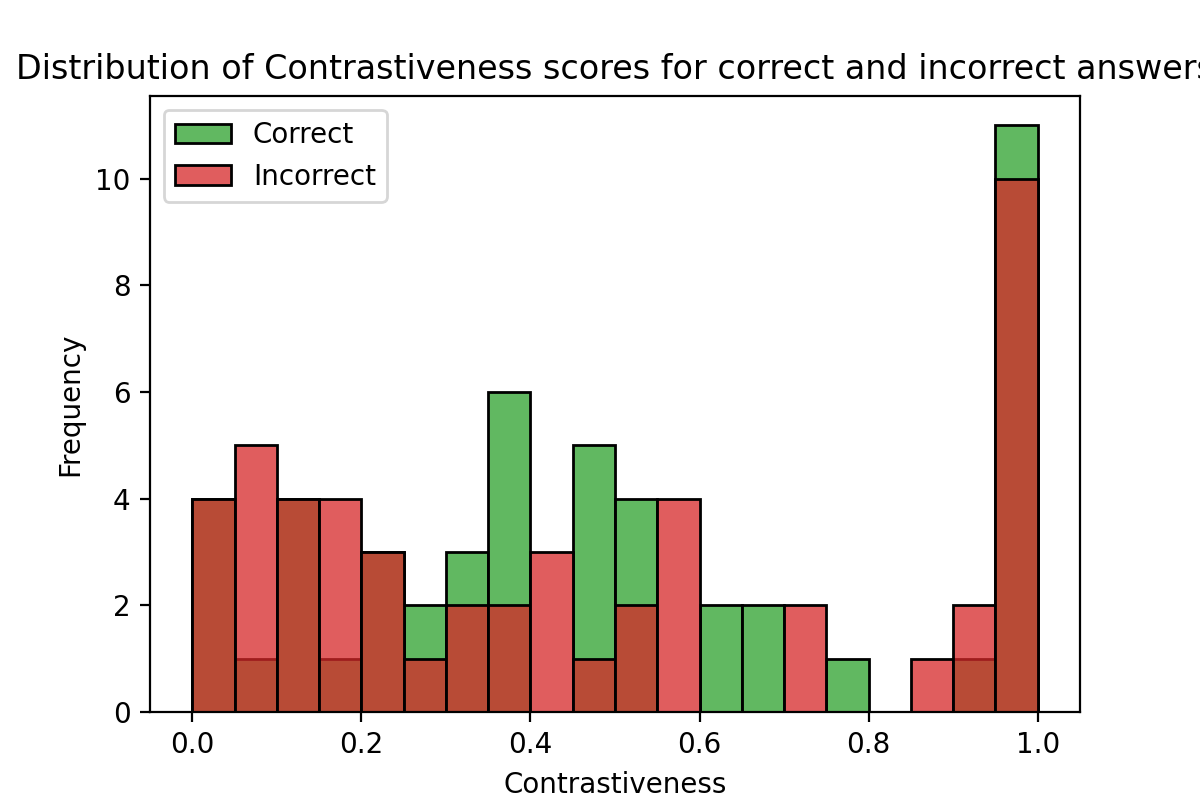 Distribution of Contrastiveness scores for correct and incorrect answers
Correct
Incorrect
10
8
6
4
2
0
Frequency
0.0 0.2 0.4 0.6 0.8 1.0
Contrastiveness